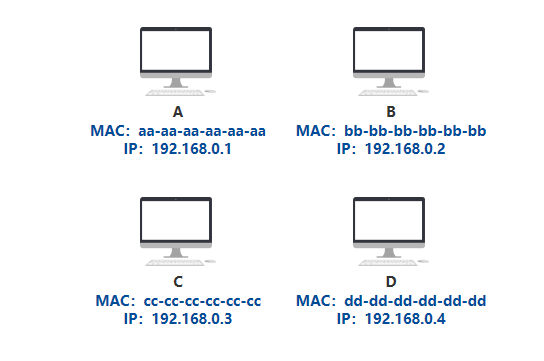 A
MAC：aa-aa-aa-aa-aa-aa
IP：192.168.0.1
B
MAC：bb-bb-bb-bb-bb-bb
IP：192.168.0.2
C
MAC：cc-cc-cc-cc-cc-cc
IP：192.168.0.3
D
MAC：dd-dd-dd-dd-dd-dd
IP：192.168.0.4